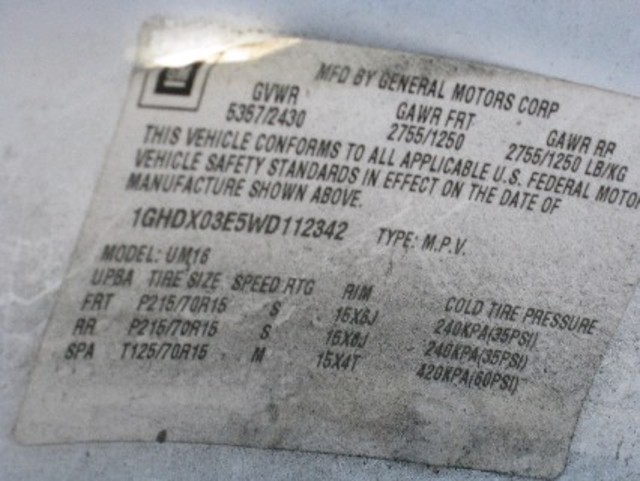 MFD BY GENERAL MOTORS CORP
GVWR GAWR FRT GAWR RR
5357/2430 2755/1250 2755/1250 LB/KG
THIS VEHICLE CONFORMS TO ALL APPLICABLE U.S. FEDERAL MOTOR
VEHICLE SAFETY STANDARDS IN EFFECT ON THE DATE OF
MANUFACTURE SHOWN ABOVE.
1GHDX03E5WD112342 TYPE: M.P.V.
MODEL: UM16
UPBA TIRE SIZE SPEED RTG RIM COLD TIRE PRESSURE
FRT P215/70R15 S 15X6J 240KPA(35PSI)
RR P215/70R15 S 15X6J 240KPA(35PSI)
SPA T125/70R15 M 15X4T 420KPA(60PSI)